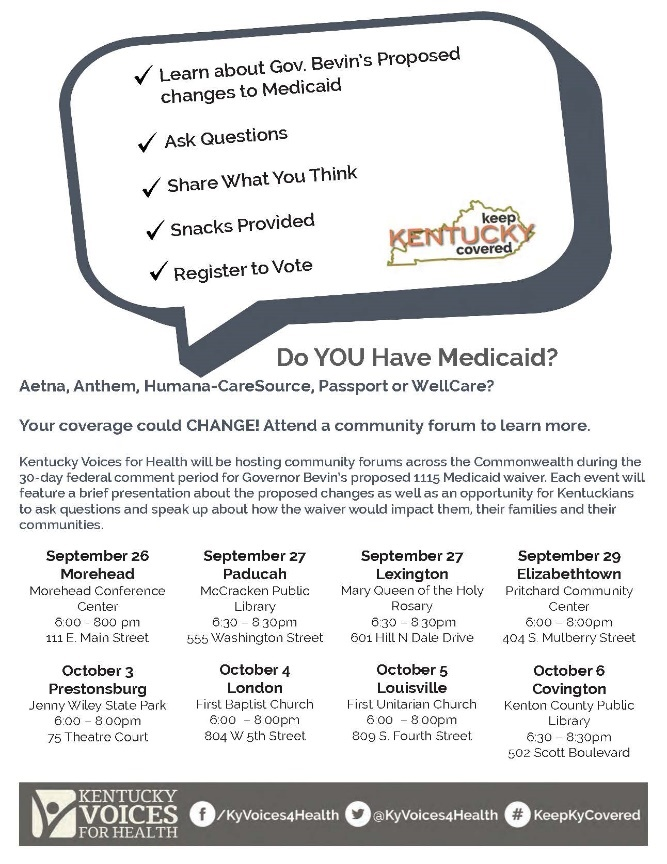 Learn about Gov. Bevin's Proposed
changes to Medicaid
Ask Questions
Share What You Think
Snacks Provided
Register to Vote
keep
KENTUCKY
covered
Do YOU Have Medicaid?
Aetna, Anthem, Humana-CareSource, Passport or WellCare?
Your coverage could CHANGE! Attend a community forum to learn more.
Kentucky Voices for Health will be hosting community forums across the Commonwealth during the
30-day federal comment period for Governor Bevin's proposed 1115 Medicaid waiver. Each event will
feature a brief presentation about the proposed changes as well as an opportunity for Kentuckians
to ask questions and speak up about how the waiver would impact them, their families and their
communities.
September 26
Morehead
Morehead Conference
Center
6:00 – 8:00 pm
111 E. Main Street
September 27
Paducah
McCracken Public
Library
6:30 – 8:30pm
555 Washington Street
September 27
Lexington
Mary Queen of the Holy
Rosary
6:30 – 8:30pm
601 Hill N Dale Drive
September 29
Elizabethtown
Pritchard Community
Center
6:00 – 8:00pm
404 S. Mulberry Street
October 3
Prestonsburg
Jenny Wiley State Park
6:00 – 8:00pm
75 Theatre Court
October 4
London
First Baptist Church
6:00 – 8:00pm
804 W 5th Street
October 5
Louisville
First Unitarian Church
6:00 – 8:00pm
809 S. Fourth Street
October 6
Covington
Kenton County Public
Library
6:30 – 8:30pm
502 Scott Boulevard
KENTUCKY
VOICES
FOR HEALTH
/KyVoices4Health
@KyVoices4Health
# KeepKyCovered